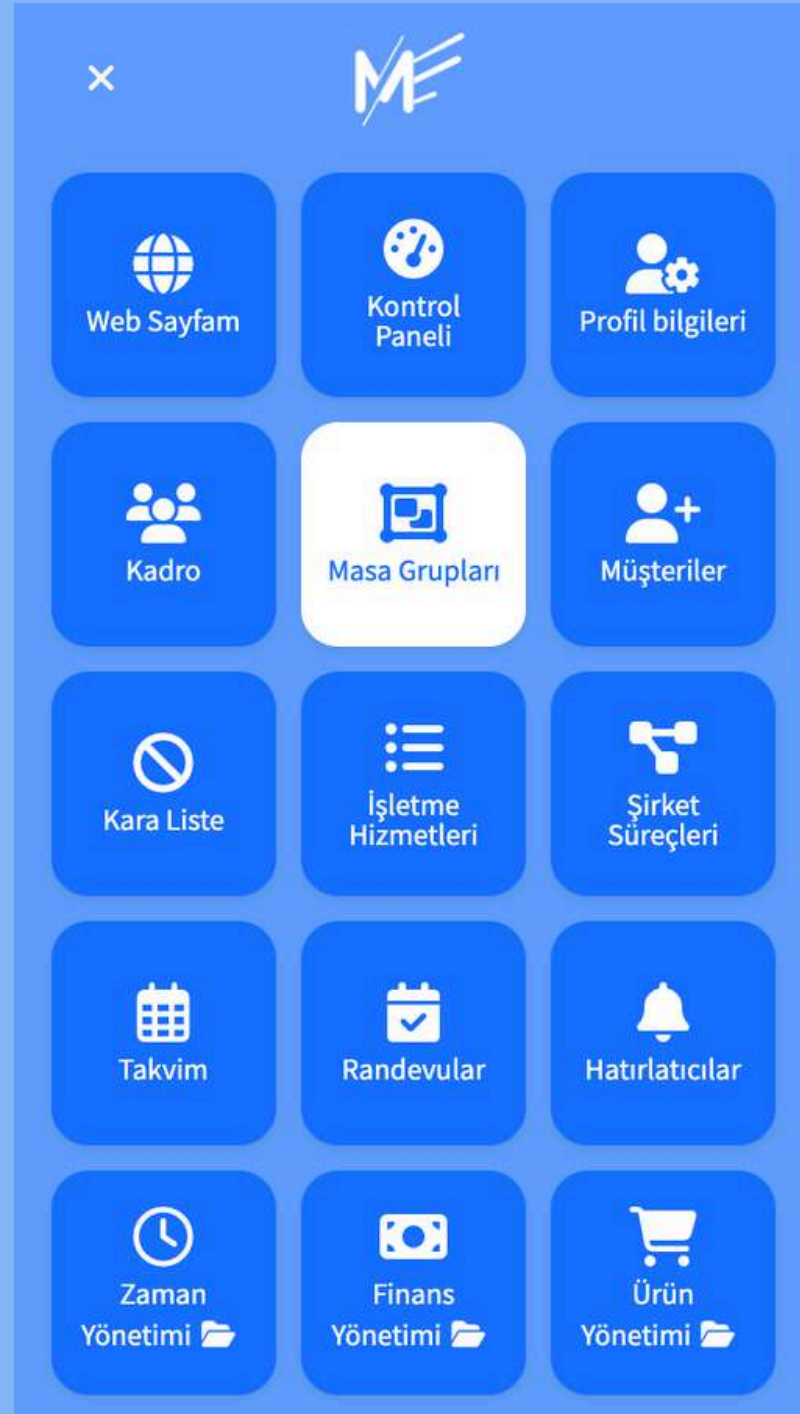 ME
Web Sayfam
Kontrol
Paneli
Profil bilgileri
Kadro
Masa Grupları
Müşteriler
Kara Liste
İşletme
Hizmetleri
Şirket
Süreçleri
Takvim
Randevular
Hatırlatıcılar
Zaman
Yönetimi
Finans
Yönetimi
Ürün
Yönetimi